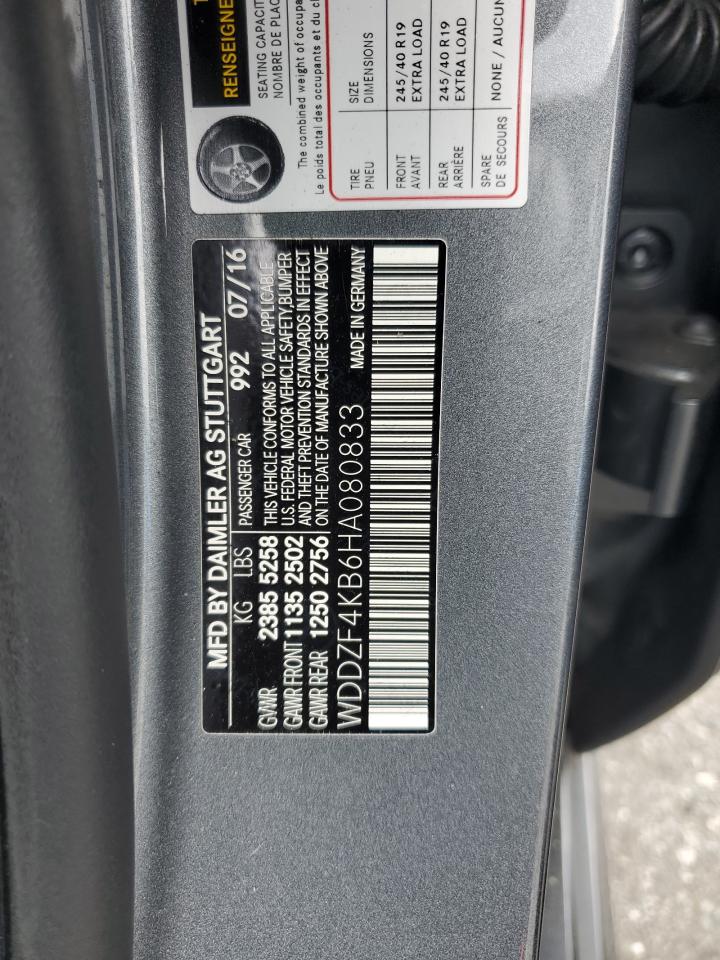 T
RENSEIGNE
SEATING CAPACIT
NOMBRE DE PLAC
The combined weight of occupa
Le poids total des occupants et du c
TIRE SIZE
PNEU DIMENSIONS
FRONT 245/40 R19
AVANT EXTRA LOAD
REAR 245/40 R19
ARRIÈRE EXTRA LOAD
SPARE NONE / AUCUN
DE SECOURS
MFD BY DAIMLER AG STUTTGART
KG LBS PASSENGER CAR 992 07/16
GVWR 2385 5258 THIS VEHICLE CONFORMS TO ALL APPLICABLE
GAWR FRONT 1135 2502 U.S. FEDERAL MOTOR VEHICLE SAFETY,BUMPER
AND THEFT PREVENTION STANDARDS IN EFFECT
GAWR REAR 1250 2756 ON THE DATE OF MANUFACTURE SHOWN ABOVE
WDDZF4KB6HA080833 MADE IN GERMANY